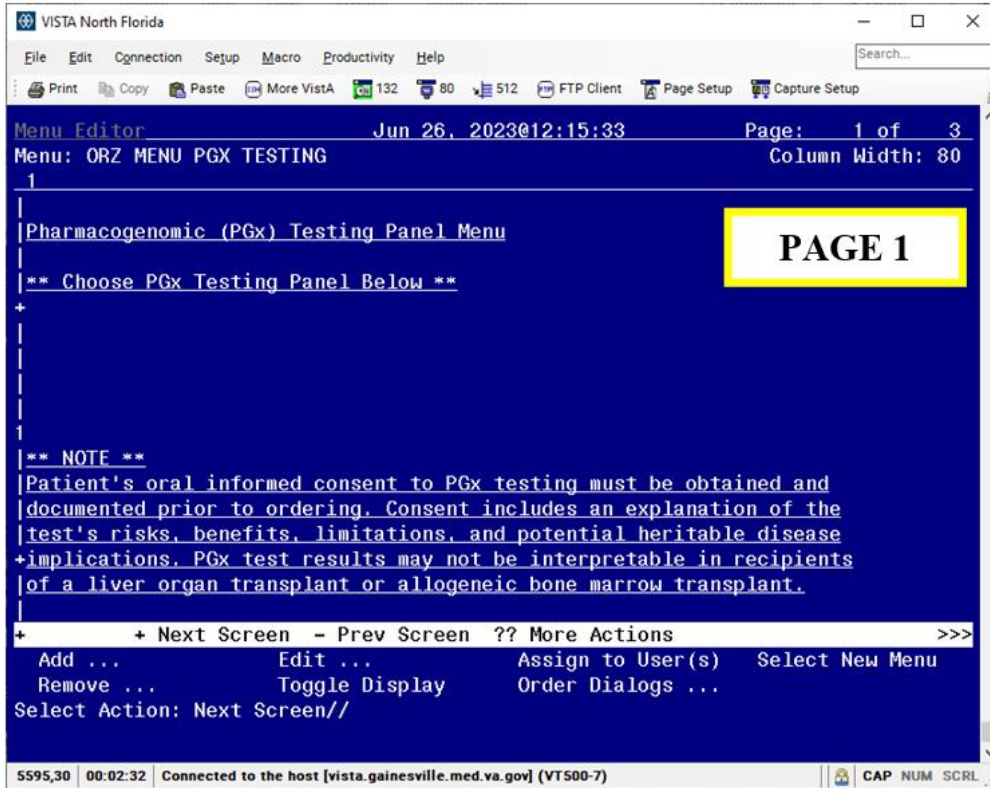 VISTA North Florida
File Edit Connection Setup Macro Productivity Help Search...
Print Copy Paste More VistA 132 80 512 FTP Client Page Setup Capture Setup
Menu Editor Jun 26, 2023@12:15:33 Page: 1 of 3
Menu: ORZ MENU PGX TESTING Column Width: 80
1
|
|Pharmacogenomic (PGx) Testing Panel Menu
|
|** Choose PGx Testing Panel Below **
+
|
|
|
|
1
|** NOTE **
|Patient's oral informed consent to PGx testing must be obtained and
|documented prior to ordering. Consent includes an explanation of the
|test's risks, benefits, limitations, and potential heritable disease
+implications. PGx test results may not be interpretable in recipients
|of a liver organ transplant or allogeneic bone marrow transplant.
|
+ + Next Screen - Prev Screen ?? More Actions >>>
Add ... Edit ... Assign to User(s) Select New Menu
Remove ... Toggle Display Order Dialogs ...
Select Action: Next Screen//
PAGE 1
5595,30 00:02:32 Connected to the host [vista.gainesville.med.va.gov] (VT500-7) CAP NUM SCRL